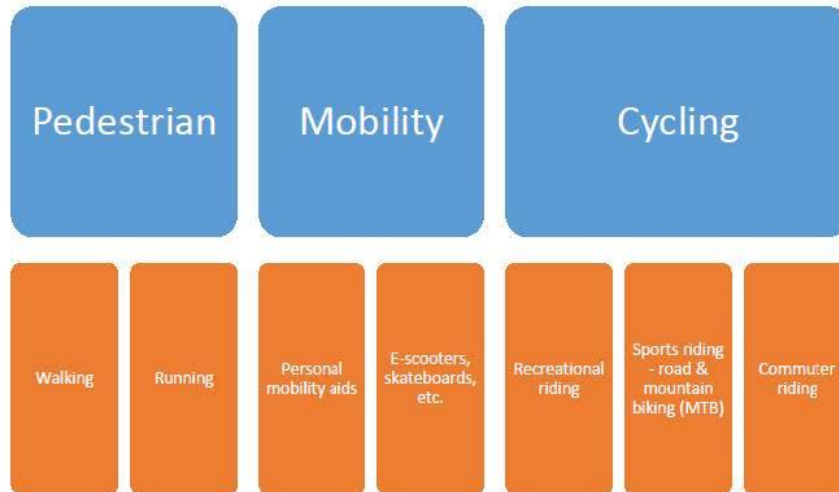 Pedestrian
Mobility
Cycling
Walking
Running
Personal
mobility aids
E-scooters,
skateboards,
etc.
Recreational
riding
Sports riding
- road &
mountain
biking (MTB)
Commuter
riding